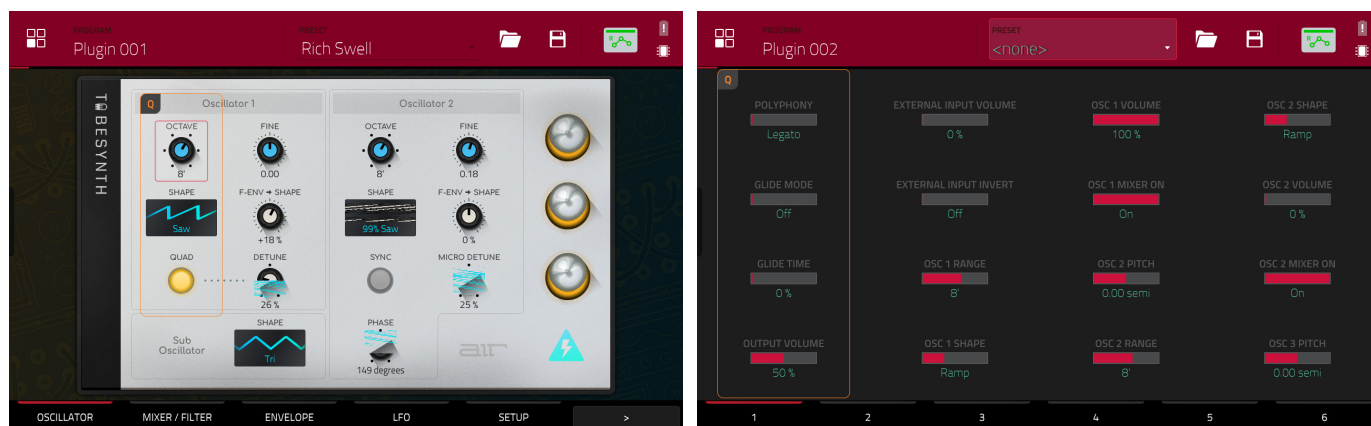 PROGRAM
Plugin 001
PRESET
Rich Swell
TUBESYNTH
Q
Oscillator 1
Oscillator 2
OCTAVE
FINE
OCTAVE
FINE
8'
0.00
8'
0.18
SHAPE
F-ENV → SHAPE
SHAPE
F-ENV → SHAPE
Saw
+18 %
99% Saw
0 %
QUAD
DETUNE
SYNC
MICRO DETUNE
26 %
25 %
Sub
Oscillator
SHAPE
Tri
PHASE
149 degrees
air
OSCILLATOR
MIXER / FILTER
ENVELOPE
LFO
SETUP
>
PROGRAM
Plugin 002
PRESET
<none>
Q
POLYPHONY
EXTERNAL INPUT VOLUME
OSC 1 VOLUME
OSC 2 SHAPE
Legato
0 %
100 %
Ramp
GLIDE MODE
EXTERNAL INPUT INVERT
OSC 1 MIXER ON
OSC 2 VOLUME
Off
Off
On
0 %
GLIDE TIME
OSC 1 RANGE
OSC 2 PITCH
OSC 2 MIXER ON
0 %
8'
0.00 semi
On
OUTPUT VOLUME
OSC 1 SHAPE
OSC 2 RANGE
OSC 3 PITCH
50 %
Ramp
8'
0.00 semi
1
2
3
4
5
6